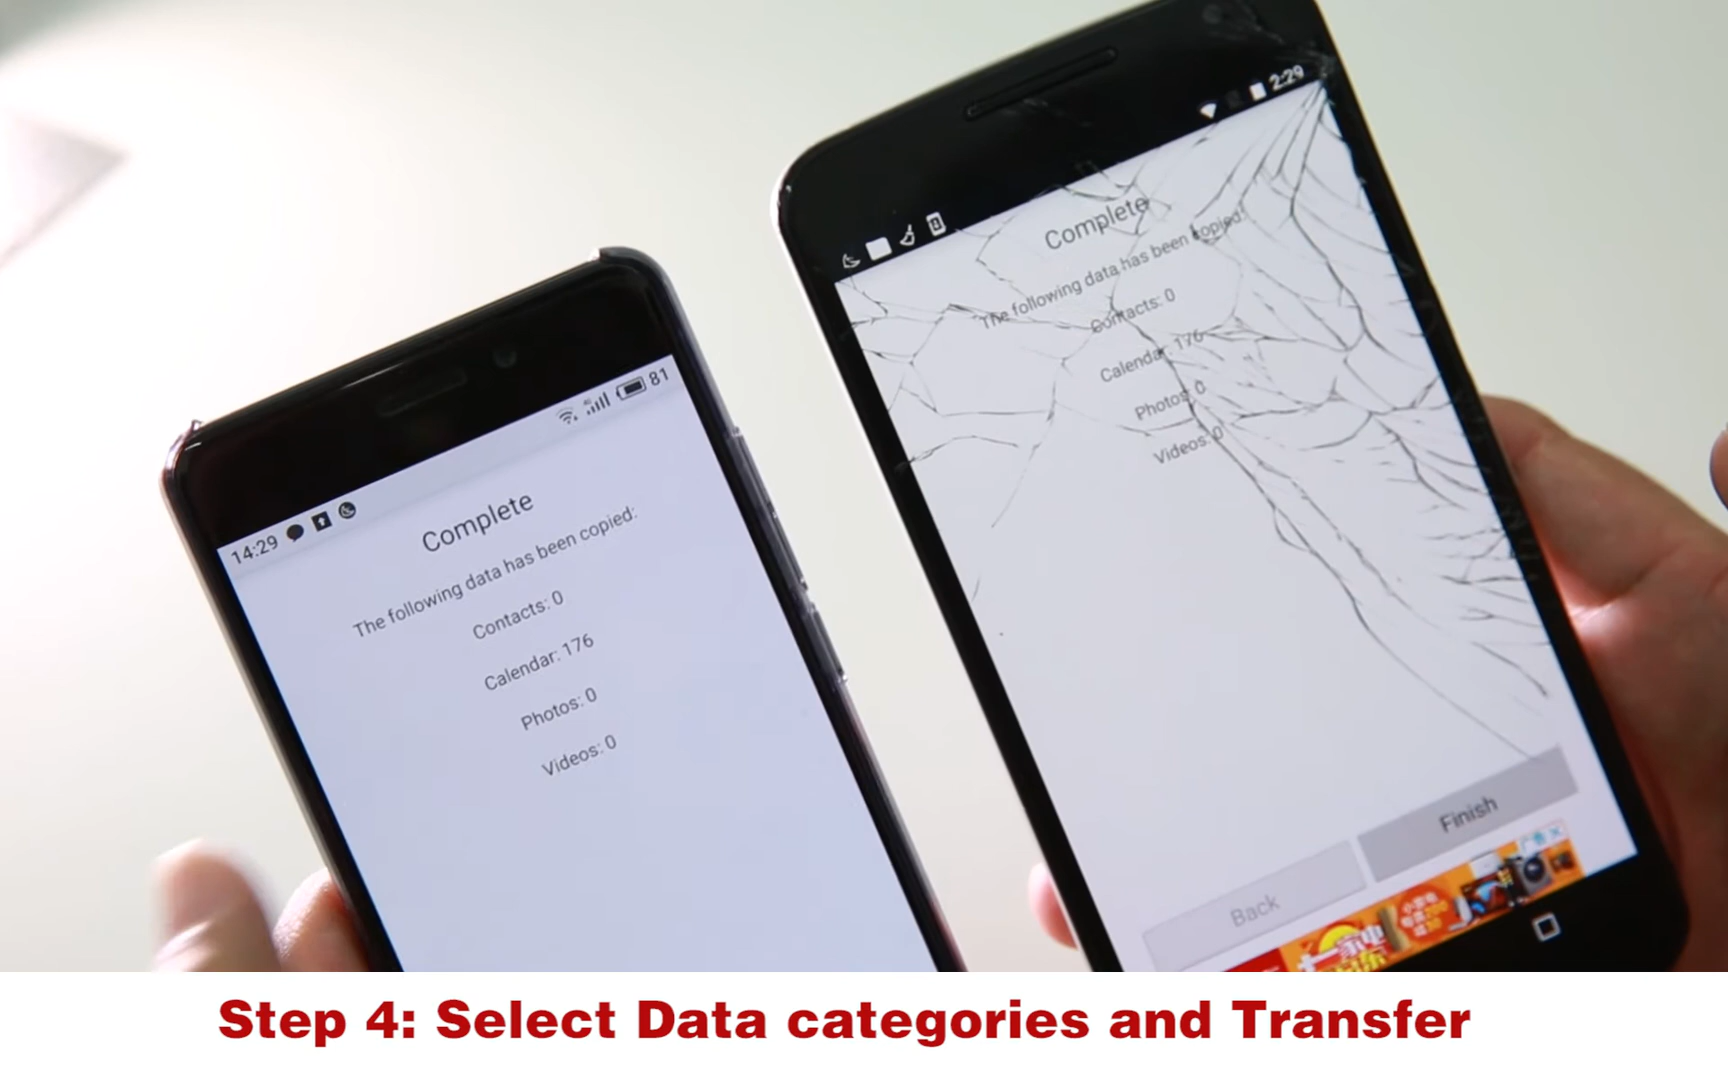 14:29
81
Complete
The following data has been copied:
Contacts: 0
Calendar: 176
Photos: 0
Videos: 0
2:29
Complete
The following data has been copied:
Contacts: 0
Calendar: 176
Photos: 0
Videos: 0
Finish
Back
Step 4: Select Data categories and Transfer